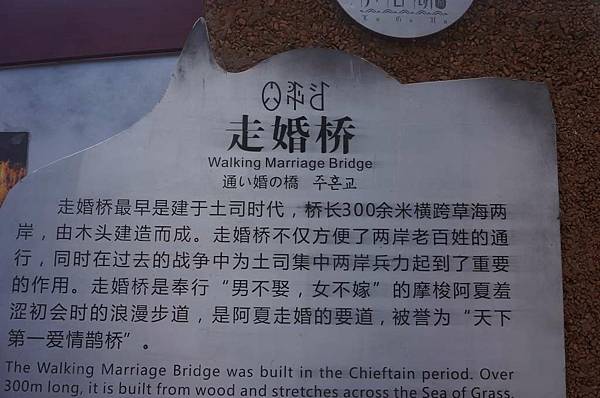 走婚桥
Walking Marriage Bridge
通い婚の橋 주혼교
走婚桥最早是建于土司时代，桥长300余米横跨草海两
岸，由木头建造而成。走婚桥不仅方便了两岸老百姓的通
行，同时在过去的战争中为土司集中两岸兵力起到了重要
的作用。走婚桥是奉行“男不娶，女不嫁”的摩梭阿夏羞
涩初会时的浪漫步道，是阿夏走婚的要道，被誉为“天下
第一爱情鹊桥”。
The Walking Marriage Bridge was built in the Chieftain period. Over
300m long, it is built from wood and stretches across the Sea of Grass.